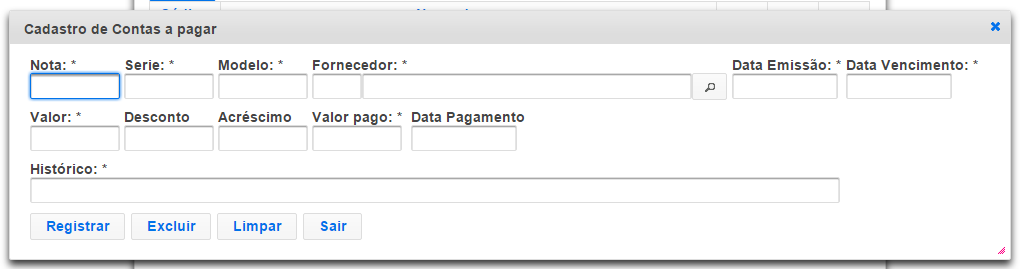 Cadastro de Contas a pagar
Nota: * Serie: * Modelo: * Fornecedor: * Data Emissão: * Data Vencimento: *
Valor: * Desconto Acréscimo Valor pago: * Data Pagamento
Histórico: *
Registrar Excluir Limpar Sair